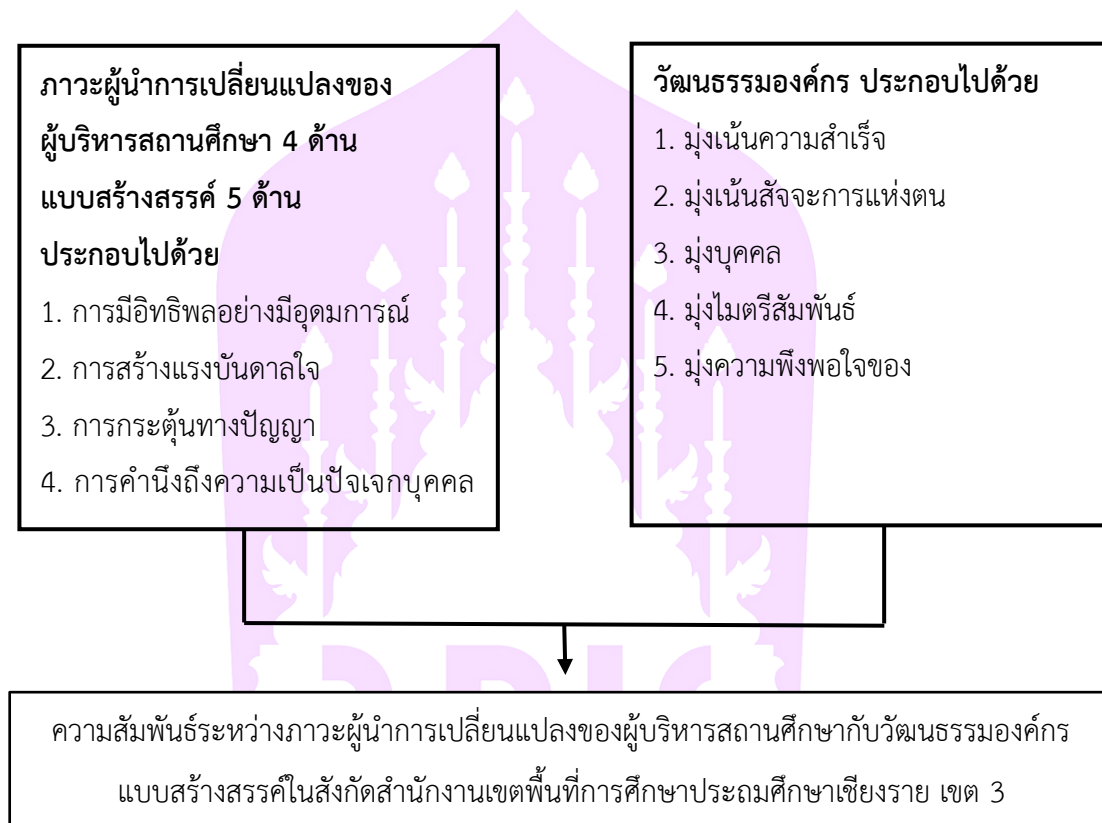 ภาวะผู้นำการเปลี่ยนแปลงของ
ผู้บริหารสถานศึกษา 4 ด้าน
แบบสร้างสรรค์ 5 ด้าน
ประกอบไปด้วย
1. การมีอิทธิพลอย่างมีอุดมการณ์
2. การสร้างแรงบันดาลใจ
3. การกระตุ้นทางปัญญา
4. การคำนึงถึงความเป็นปัจเจกบุคคล
วัฒนธรรมองค์กร ประกอบไปด้วย
1. มุ่งเน้นความสำเร็จ
2. มุ่งเน้นสัจจะการแห่งตน
3. มุ่งบุคคล
4. มุ่งไมตรีสัมพันธ์
5. มุ่งความพึงพอใจของ
ความสัมพันธ์ระหว่างภาวะผู้นำการเปลี่ยนแปลงของผู้บริหารสถานศึกษากับวัฒนธรรมองค์กร
แบบสร้างสรรค์ในสังกัดสำนักงานเขตพื้นที่การศึกษาประถมศึกษาเชียงราย เขต 3